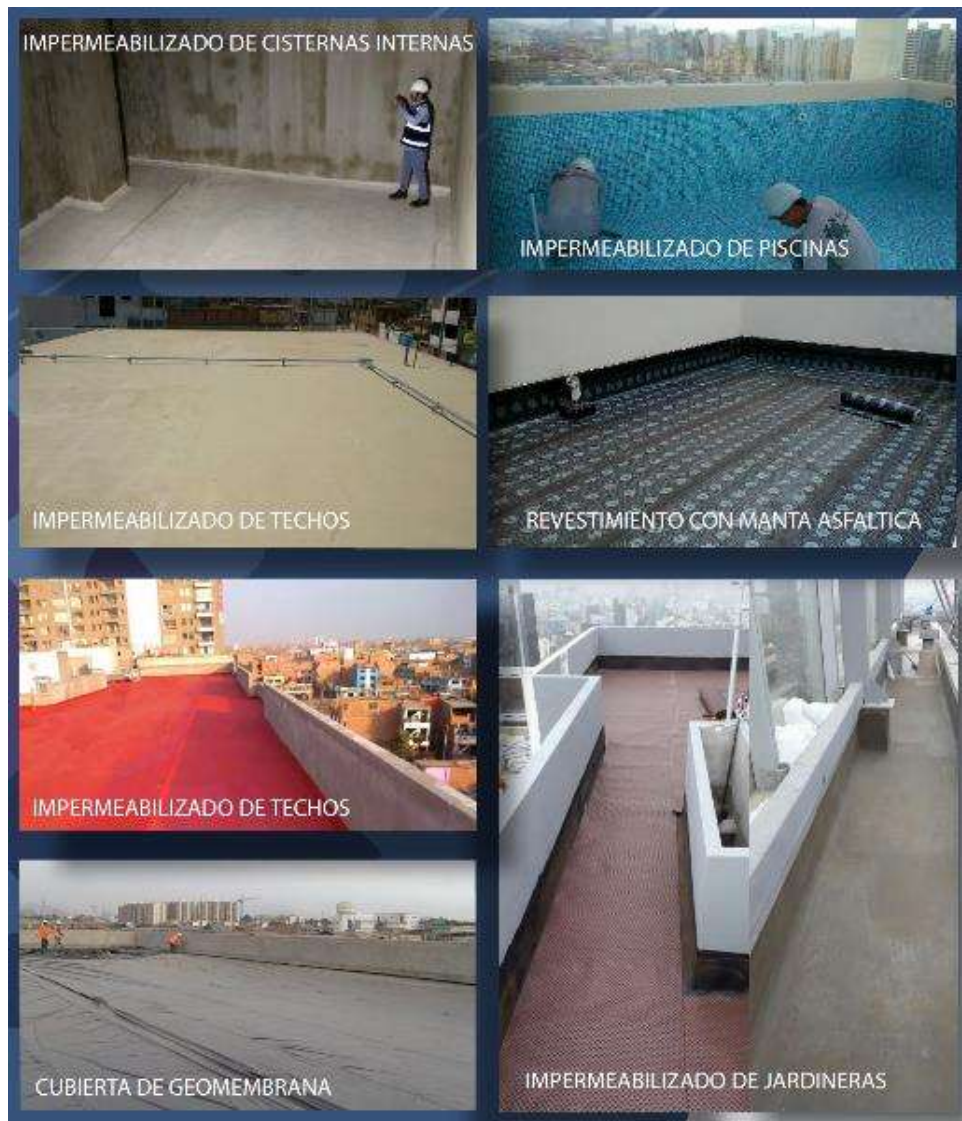 IMPERMEABILIZADO DE CISTERNAS INTERNAS
IMPERMEABILIZADO DE PISCINAS
IMPERMEABILIZADO DE TECHOS
REVESTIMIENTO CON MANTA ASFALTICA
IMPERMEABILIZADO DE TECHOS
CUBIERTA DE GEOMEMBRANA
IMPERMEABILIZADO DE JARDINERAS